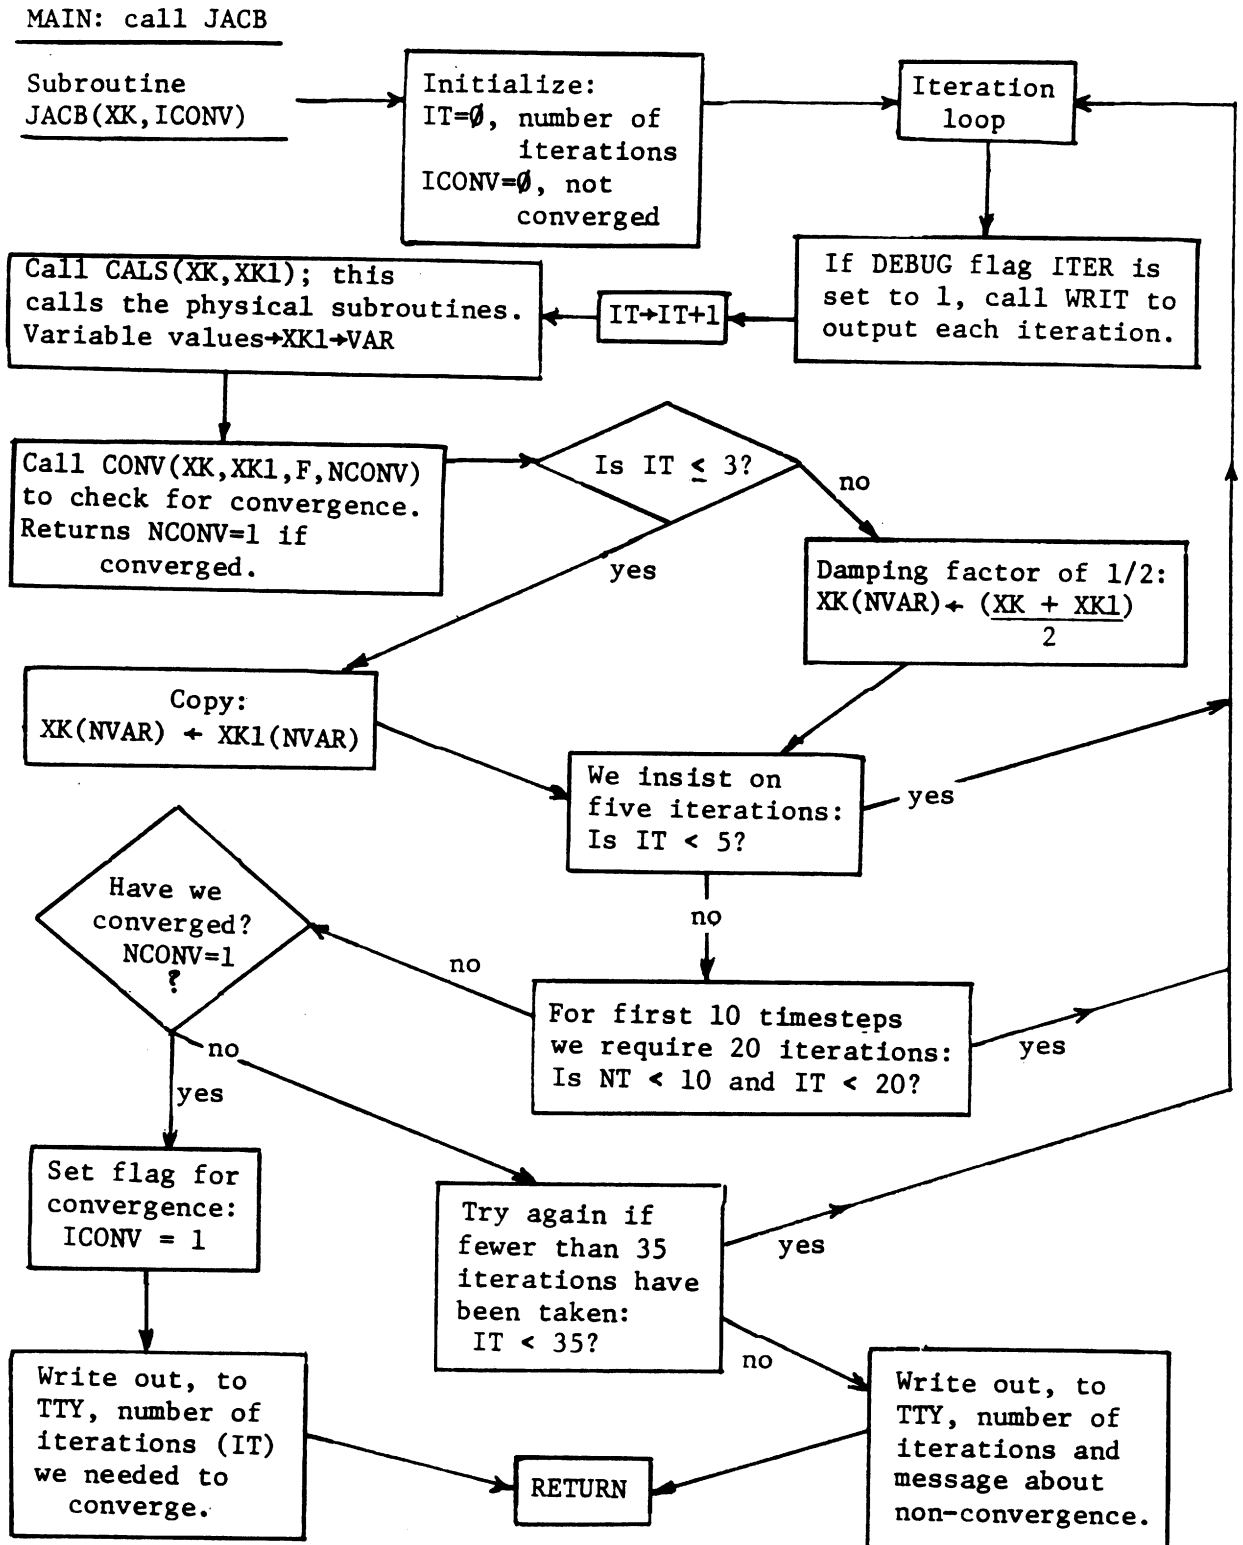 MAIN: call JACB
Subroutine
JACB(XK,ICONV)
Initialize:
IT=Ø, number of
iterations
ICONV=Ø, not
converged
Iteration
loop
If DEBUG flag ITER is
set to 1, call WRIT to
output each iteration.
IT→IT+1
Call CALS(XK,XK1); this
calls the physical subroutines.
Variable values→XK1→VAR
Call CONV(XK,XK1,F,NCONV)
to check for convergence.
Returns NCONV=1 if
converged.
Is IT ≤ 3?
no
yes
Damping factor of 1/2:
XK(NVAR)← (XK + XK1)
2
Copy:
XK(NVAR) ← XK1(NVAR)
We insist on
five iterations:
Is IT < 5?
yes
no
For first 10 timesteps
we require 20 iterations:
Is NT < 10 and IT < 20?
yes
no
Have we
converged?
NCONV=1
?
no
yes
Set flag for
convergence:
ICONV = 1
Try again if
fewer than 35
iterations have
been taken:
IT < 35?
yes
no
Write out, to
TTY, number of
iterations (IT)
we needed to
converge.
RETURN
Write out, to
TTY, number of
iterations and
message about
non-convergence.